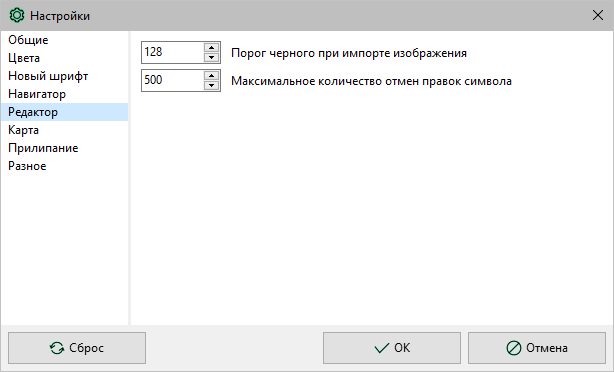 Настройки
Общие
Цвета
Новый шрифт
Навигатор
Редактор
Карта
Прилипание
Разное
128 Порог черного при импорте изображения
500 Максимальное количество отмен правок символа
Сброс
OK
Отмена